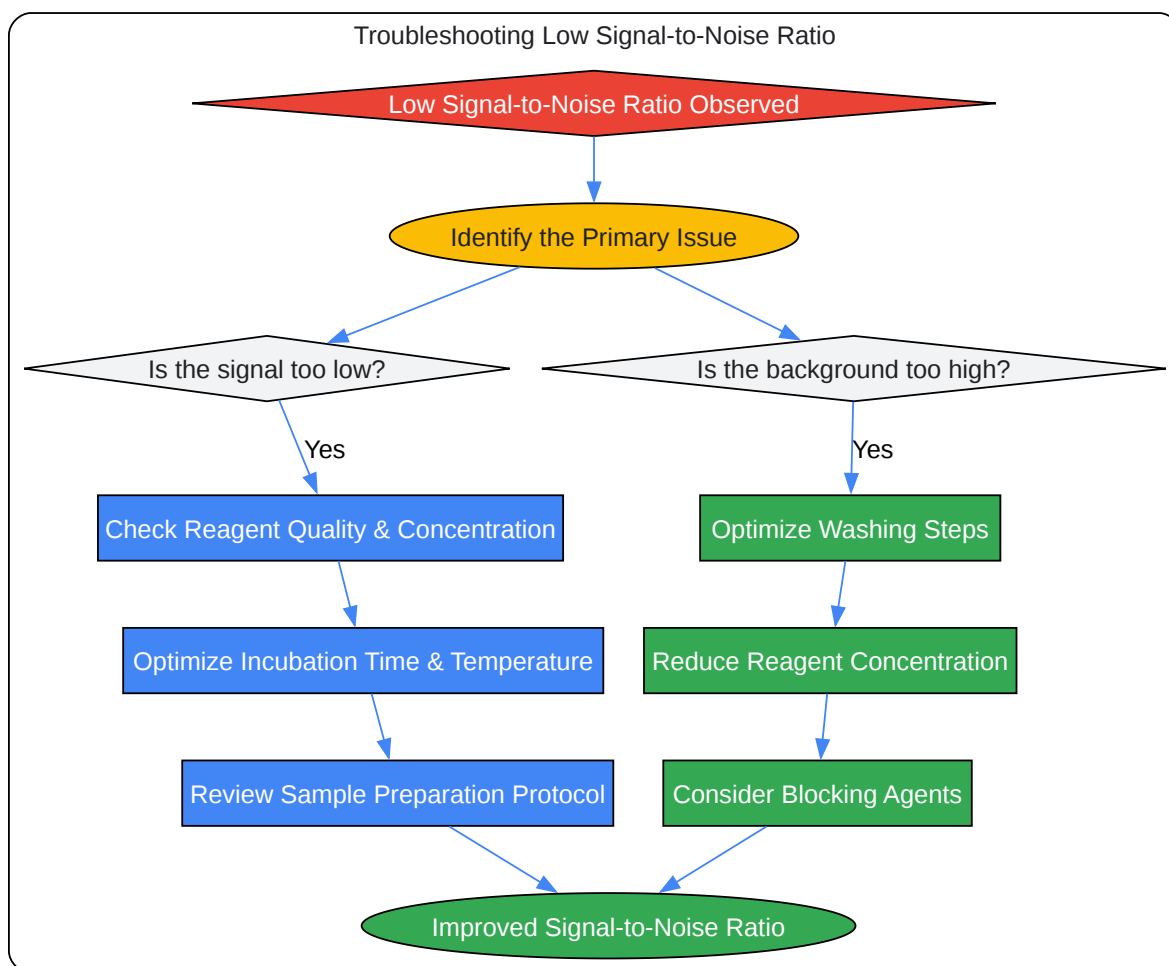 Troubleshooting Low Signal-to-Noise Ratio
Low Signal-to-Noise Ratio Observed
Identify the Primary Issue
Is the signal too low?
Is the background too high?
Yes
Yes
Check Reagent Quality & Concentration
Optimize Washing Steps
Optimize Incubation Time & Temperature
Reduce Reagent Concentration
Review Sample Preparation Protocol
Consider Blocking Agents
Improved Signal-to-Noise Ratio